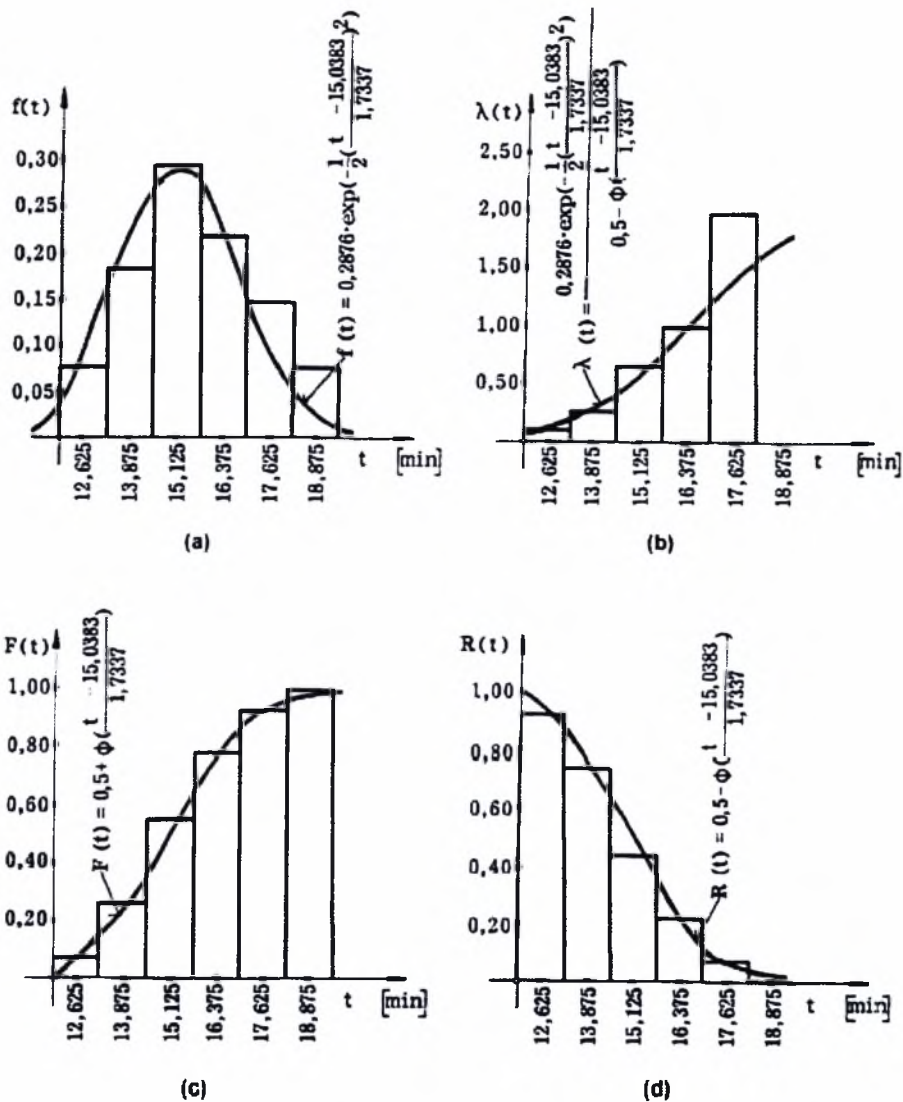 f(t)
0,30
0,25
0,20
0,15
0,10
0,05
12,625
13,875
15,125
16,375
17,625
18,875
t [min]
f (t) = 0,2876·exp(-1/2(t -15,0383/1,7337)²)
(a)
λ(t)
2,50
2,00
1,50
1,00
0,50
12,625
13,875
15,125
16,375
17,625
18,875
t [min]
λ (t) = 0,2876·exp(-1/2(t -15,0383/1,7337)²)
0,5 - Φ(t -15,0383/1,7337)
(b)
F(t)
1,00
0,80
0,60
0,40
0,20
12,625
13,875
15,125
16,375
17,625
18,875
t [min]
F (t) = 0,5+ Φ(t - 15,0383/1,7337)
(c)
R(t)
1,00
0,80
0,60
0,40
0,20
12,625
13,875
15,125
16,375
17,625
18,875
t [min]
R (t) = 0,5- Φ(t -15,0383/1,7337)
(d)